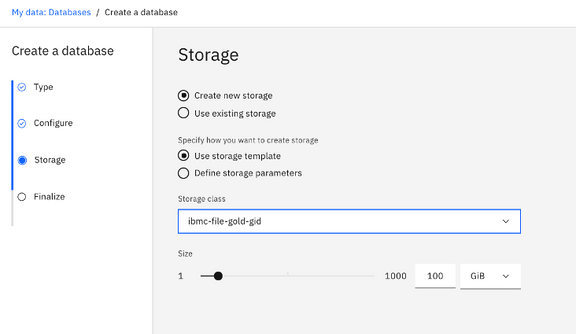 My data: Databases / Create a database
Create a database
Type
Configure
Storage
Finalize
Storage
Create new storage
Use existing storage
Specify how you want to create storage
Use storage template
Define storage parameters
Storage class
ibmc-file-gold-gid
Size
1 1000 100 GiB